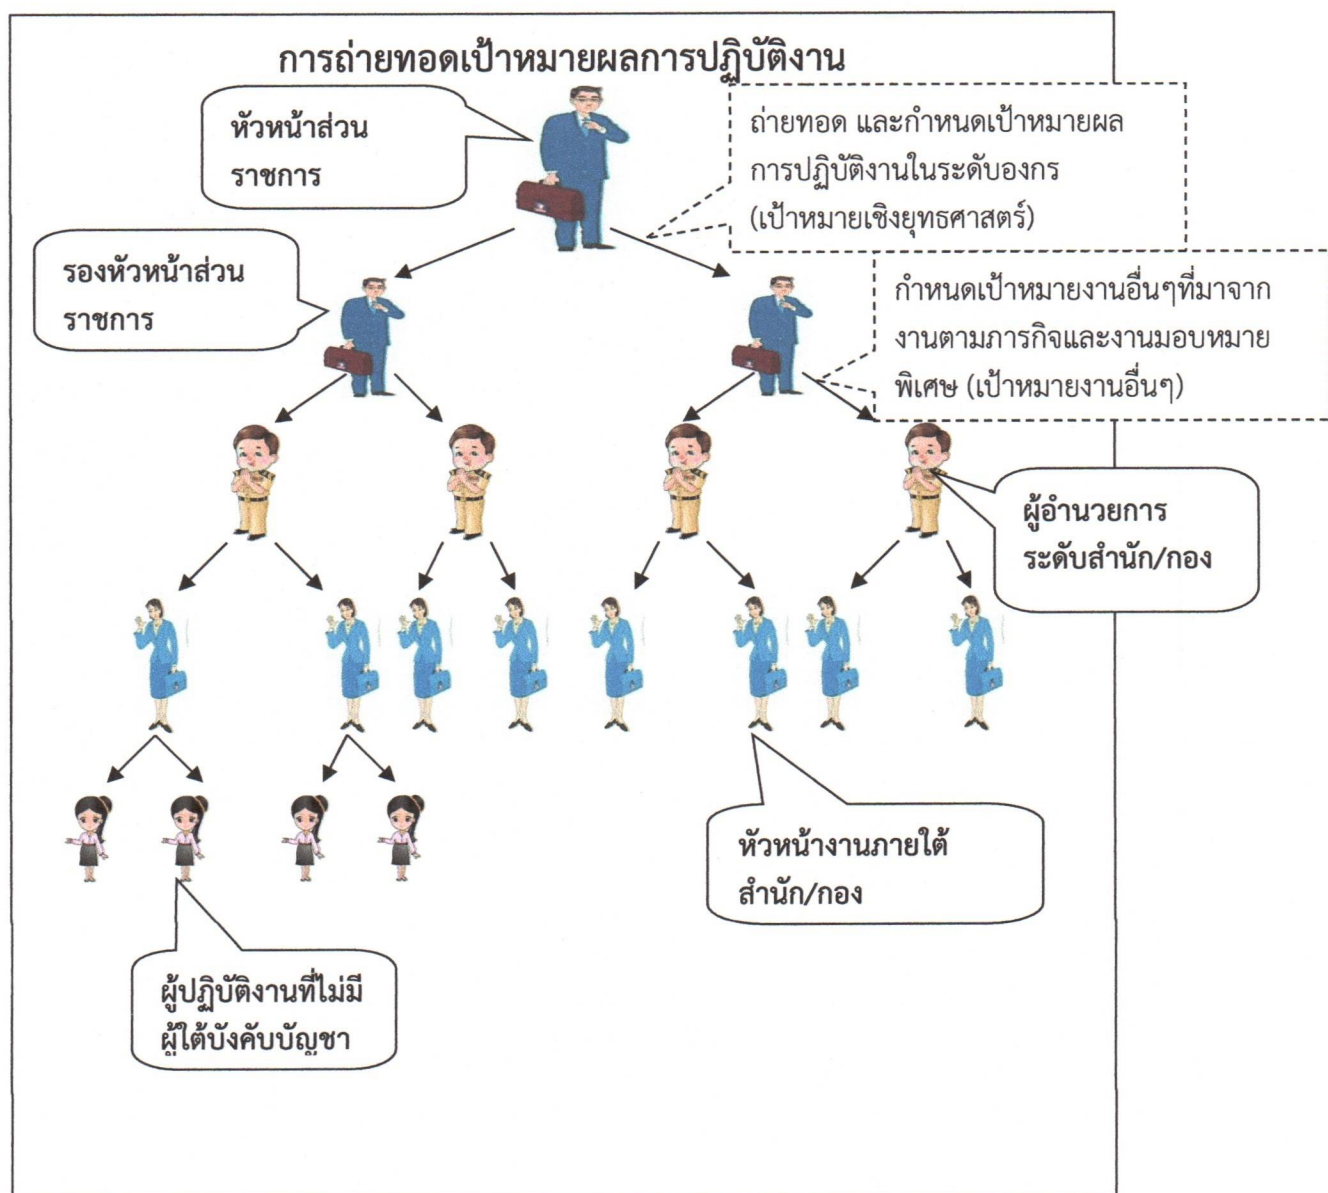 การถ่ายทอดเป้าหมายผลการปฏิบัติงาน
หัวหน้าส่วน
ราชการ
ถ่ายทอด และกำหนดเป้าหมายผล
การปฏิบัติงานในระดับองกร
(เป้าหมายเชิงยุทธศาสตร์)
รองหัวหน้าส่วน
ราชการ
กำหนดเป้าหมายงานอื่นๆที่มาจาก
งานตามภารกิจและงานมอบหมาย
พิเศษ (เป้าหมายงานอื่นๆ)
ผู้อำนวยการ
ระดับสำนัก/กอง
หัวหน้างานภายใต้
สำนัก/กอง
ผู้ปฏิบัติงานที่ไม่มี
ผู้ใต้บังคับบัญชา